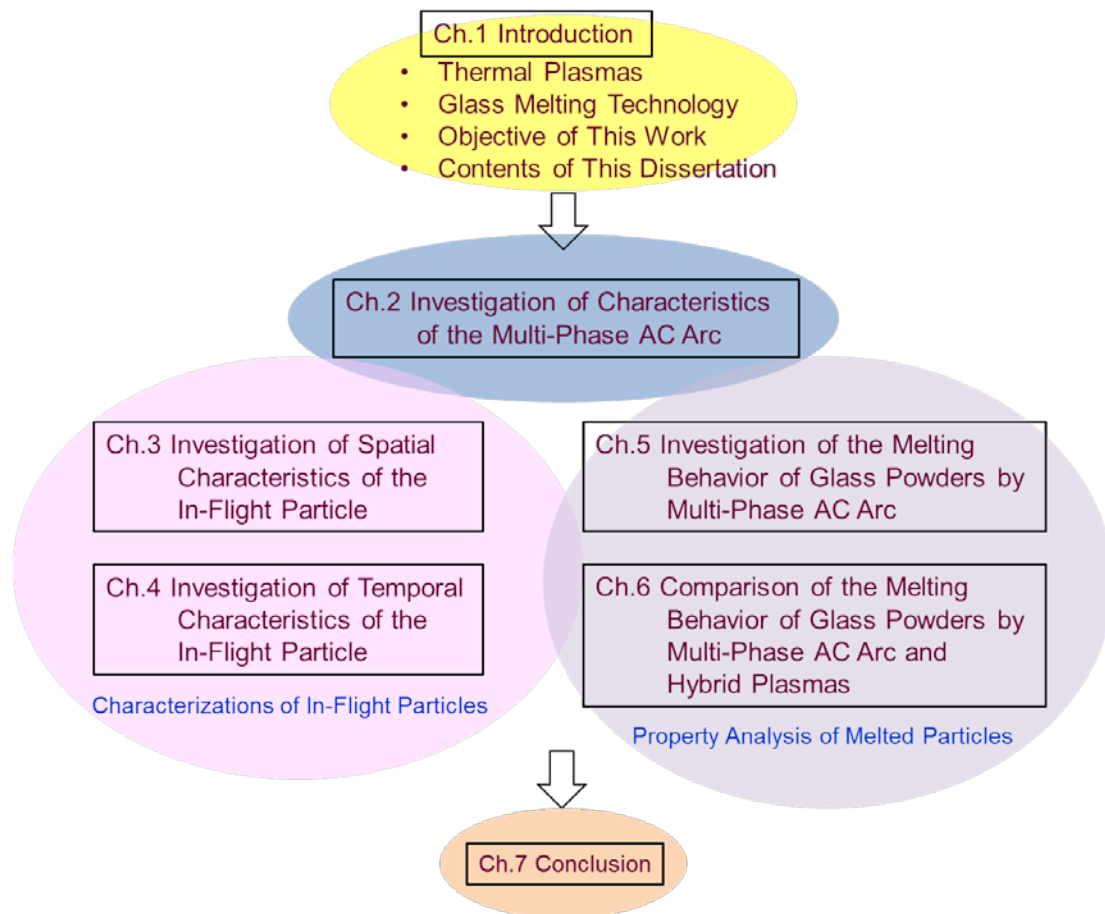 Ch.1 Introduction
• Thermal Plasmas
• Glass Melting Technology
• Objective of This Work
• Contents of This Dissertation
Ch.2 Investigation of Characteristics
of the Multi-Phase AC Arc
Ch.3 Investigation of Spatial
Characteristics of the
In-Flight Particle
Ch.4 Investigation of Temporal
Characteristics of the
In-Flight Particle
Characterizations of In-Flight Particles
Ch.5 Investigation of the Melting
Behavior of Glass Powders by
Multi-Phase AC Arc
Ch.6 Comparison of the Melting
Behavior of Glass Powders by
Multi-Phase AC Arc and
Hybrid Plasmas
Property Analysis of Melted Particles
Ch.7 Conclusion